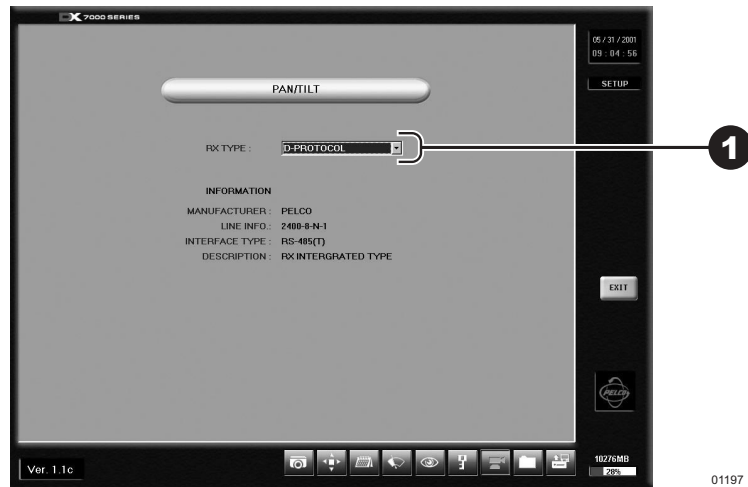 DX 7000 SERIES
05 / 31 / 2001
09 : 04 : 56
SETUP
PAN/TILT
RX TYPE : D-PROTOCOL
1
INFORMATION
MANUFACTURER : PELCO
LINE INFO.: 2400-8-N-1
INTERFACE TYPE : RS-485(T)
DESCRIPTION : RX INTERGRATED TYPE
EXIT
PELCO
Ver. 1.1c
10276MB
28%
01197